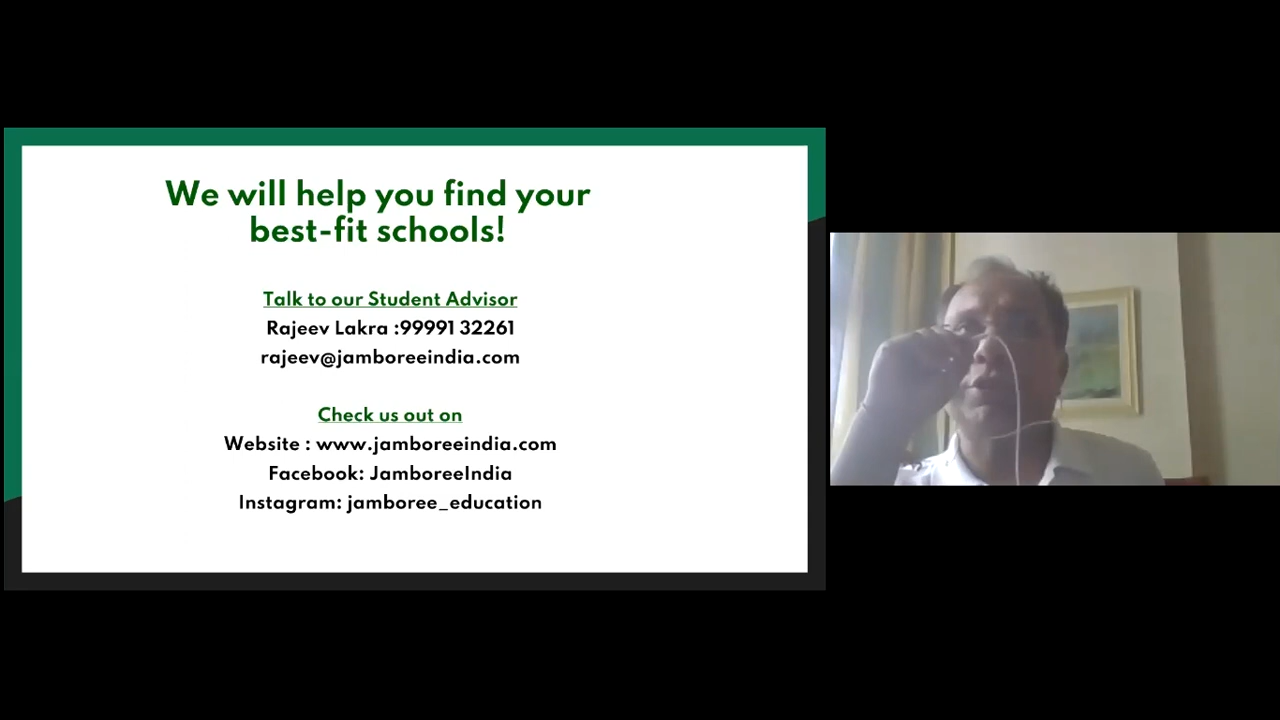 We will help you find your
best-fit schools!
Talk to our Student Advisor
Rajeev Lakra :99991 32261
rajeev@jamboreeindia.com
Check us out on
Website : www.jamboreeindia.com
Facebook: JamboreeIndia
Instagram: jamboree_education